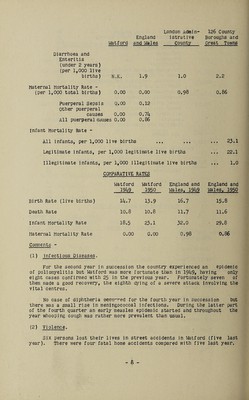 London Admin- 126 County
England istrative Boroughs and
Watford and Wales County Great Towns
Diarrhoea and
Enteritis
(under 2 years)
(per 1,000 live
births) N.K. 1.9 1.0 2.2
Maternal Mortality Rate -
(per 1,000 total births) 0.00 0.00 0.98 0.86
Puerperal Sepsis 0.00 0.12
Other puerperal
causes 0.00 0.74
All puerperal causes 0.00 0.86
Infant Mortality Rate -
All infants, per 1,000 live births ... ... ... 23.1
Legitimate infants, per 1,000 legitimate live births ... 22.1
Illegitimate infants, per 1,000 illegitimate live births ... 1.0
COMPARATIVE RATES
Watford Watford England and England and
1949 1950 Wales, 1949 Wales, 1950
Birth Rate (live births) 14.7 13.9 16.7 15.8
Death Rate 10.8 10.8 11.7 11.6
Infant Mortality Rate 18.5 23.1 32.0 29.8
Maternal Mortality Rate 0.00 0.00 0.98 0.86
Comments -
(1) Infectious Diseases.
For the second year in succession the country experienced an epidemic
of poliomyelitis but Watford was more fortunate than in 1949, having only
eight cases confirmed with 25 in the previous year. Fortunately seven of
them made a good recovery, the eighth dying of a severe attack involving the
vital centres.
No case of diphtheria occurred for the fourth year in succession but
there was a small rise in meningococcal infections. During the latter part
of the fourth quarter an early measles epidemic started and throughout the
year whooping cough was rather more prevalent than usual.
(2) Violence.
Six persons lost their lives in street accidents in Watford (five last
year). There were four fatal home accidents compared with five last year.
- 8 -